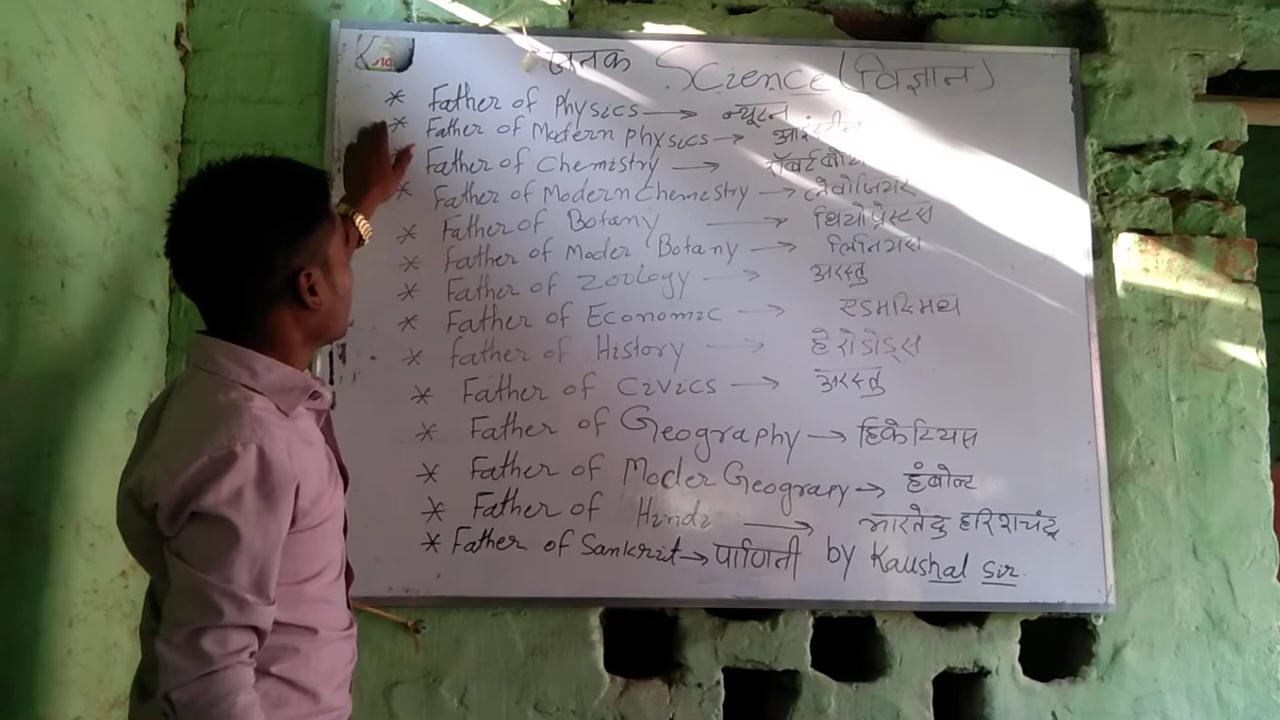 जनक Science (विज्ञान)
* Father of Physics → न्यूटन
* Father of Modern physics → आइंस्टीन
Father of Chemistry → रॉबर्ट
* Father of Modern Chemistry → लैवोजियर
* Father of Botany → थियोफ्रेस्टस
* Father of Moder Botany → लिनियस
* Father of Zoology → अरस्तु
* Father of Economic → एडमस्मिथ
* father of History → हेरोडोट्स
* Father of Civics → अरस्तु
* Father of Geography → हिकेटियस
* Father of Moder Geograpy → हंबोल्ट
* Father of Hindi → भारतेदु हरिशचंद्र
* Father of Sankrit → पाणिनी by Kaushal Sir.